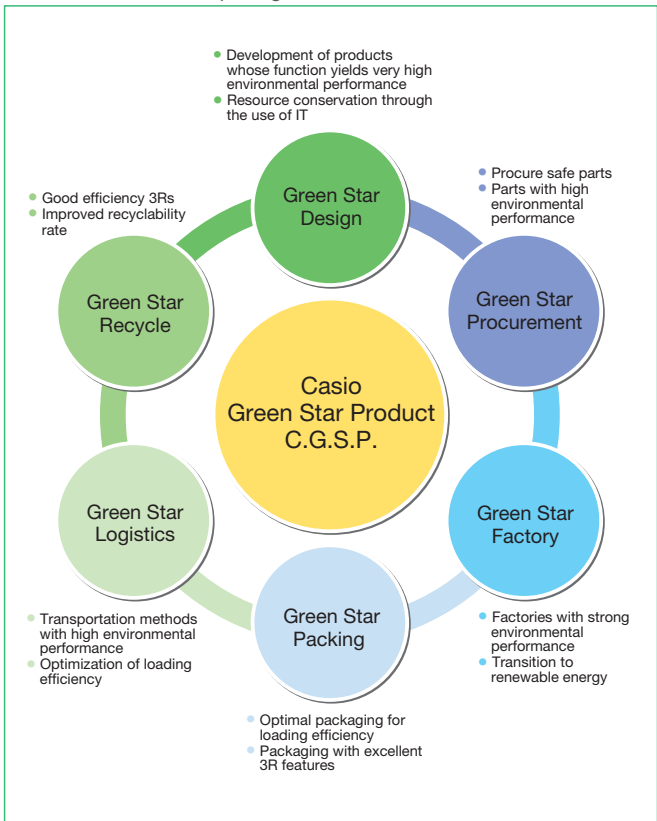 ● Development of products
whose function yields very high
environmental performance
● Resource conservation through
the use of IT
Green Star
Design
● Procure safe parts
● Parts with high
environmental
performance
Green Star
Procurement
● Good efficiency 3Rs
● Improved recyclability
rate
Green Star
Recycle
Casio
Green Star Product
C.G.S.P.
Green Star
Logistics
● Transportation methods
with high environmental
performance
● Optimization of loading
efficiency
Green Star
Factory
● Factories with strong
environmental
performance
● Transition to
renewable energy
Green Star
Packing
● Optimal packaging for
loading efficiency
● Packaging with excellent
3R features